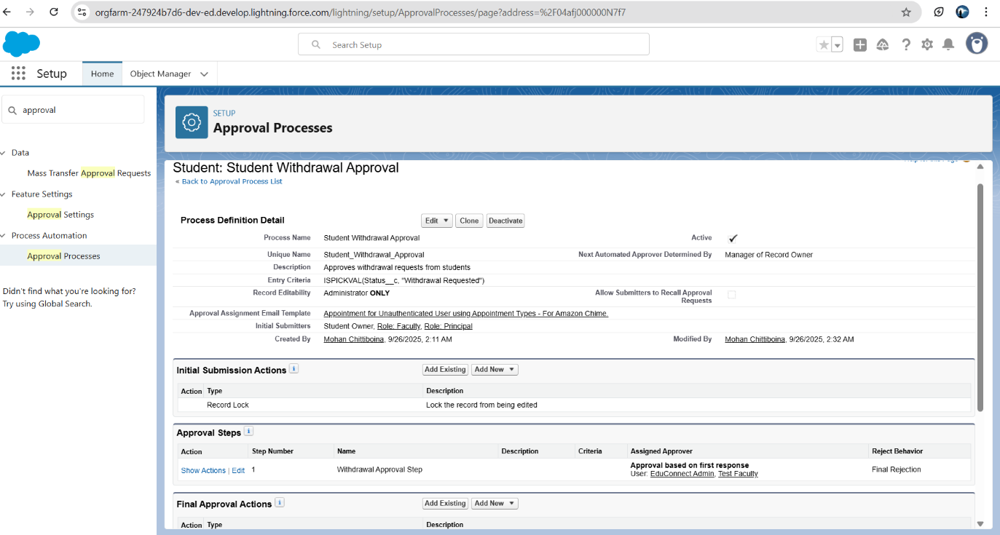 orgfarm-247924b7d6-dev-ed.develop.lightning.force.com/lightning/setup/ApprovalProcesses/page?address=%2F04afj000000N7f7
Search Setup
Setup
Home
Object Manager
approval
Data
Mass Transfer Approval Requests
Feature Settings
Approval Settings
Process Automation
Approval Processes
Didn't find what you're looking for?
Try using Global Search.
SETUP
Approval Processes
Student: Student Withdrawal Approval
« Back to Approval Process List
Process Definition Detail
Edit
Clone
Deactivate
Process Name Student Withdrawal Approval Active
Unique Name Student_Withdrawal_Approval Next Automated Approver Determined By Manager of Record Owner
Description Approves withdrawal requests from students
Entry Criteria ISPICKVAL(Status__c, "Withdrawal Requested")
Record Editability Administrator ONLY Allow Submitters to Recall Approval
Requests
Approval Assignment Email Template Appointment for Unauthenticated User using Appointment Types - For Amazon Chime.
Initial Submitters Student Owner, Role: Faculty, Role: Principal
Created By Mohan Chittiboina, 9/26/2025, 2:11 AM Modified By Mohan Chittiboina, 9/26/2025, 2:32 AM
Initial Submission Actions i Add Existing Add New
Action Type Description
Record Lock Lock the record from being edited
Approval Steps i
Action Step Number Name Description Criteria Assigned Approver Reject Behavior
Show Actions | Edit 1 Withdrawal Approval Step Approval based on first response Final Rejection
User: EduConnect Admin, Test Faculty
Final Approval Actions i Add Existing Add New
Action Type Description